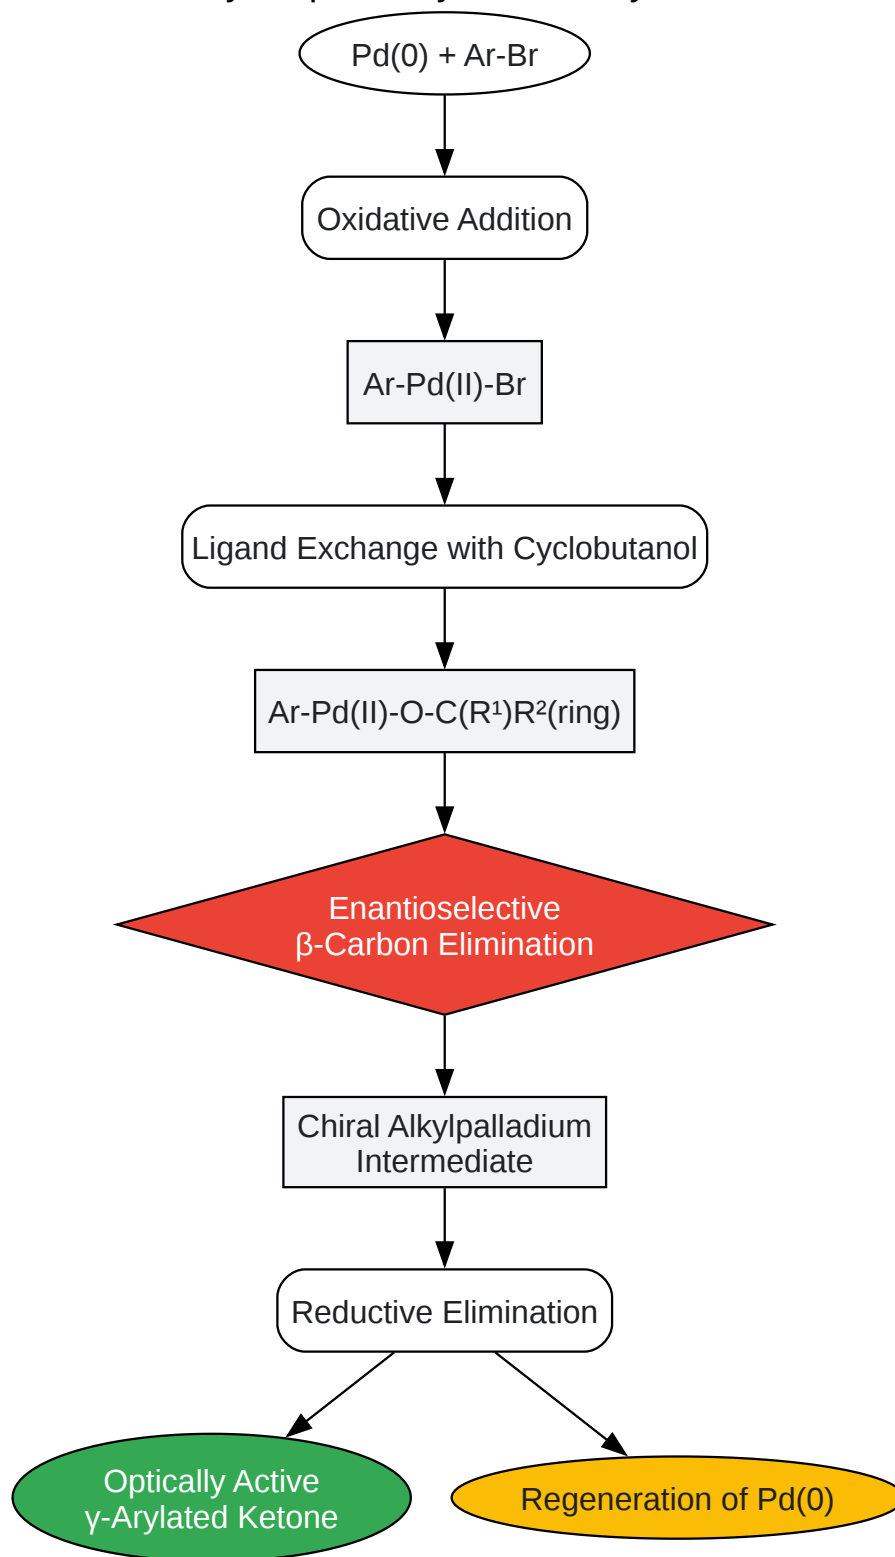 Pd(0) + Ar-Br
Oxidative Addition
Ar-Pd(II)-Br
Ligand Exchange with Cyclobutanol
Ar-Pd(II)-O-C(R¹)R²(ring)
Enantioselective
β-Carbon Elimination
Chiral Alkylpalladium
Intermediate
Reductive Elimination
Optically Active
γ-Arylated Ketone
Regeneration of Pd(0)